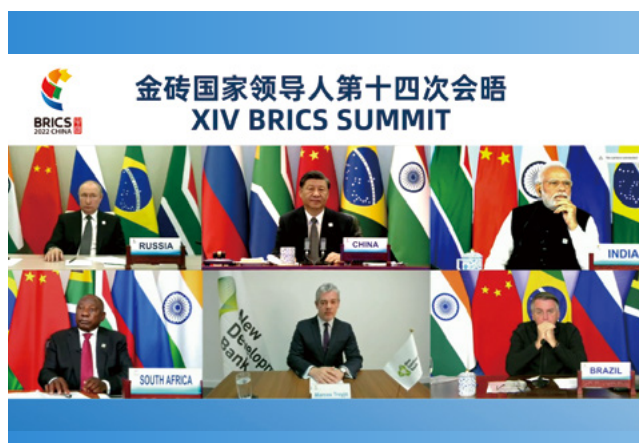 金砖国家领导人第十四次会晤
XIV BRICS SUMMIT
BRICS
2022 CHINA
RUSSIA
CHINA
INDIA
SOUTH AFRICA
New
Developm
Bank
BRAZIL